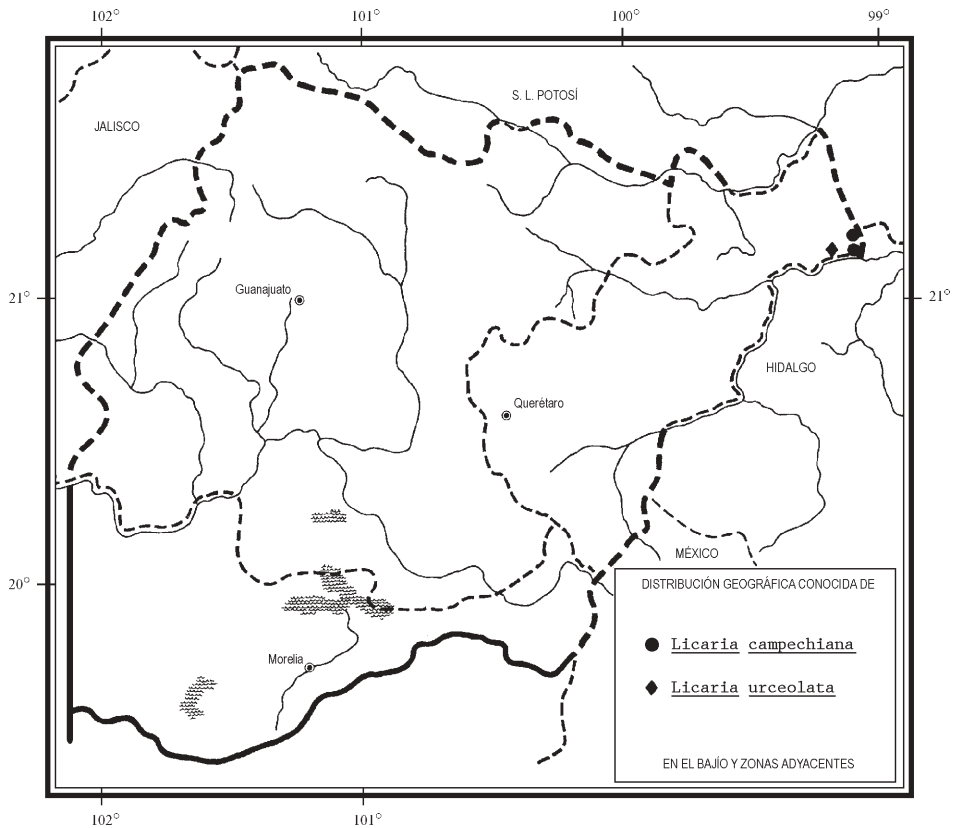 102° 101° 100° 99°
S. L. POTOSÍ
JALISCO
Guanajuato
21° 21°
HIDALGO
Querétaro
MÉXICO
20°
DISTRIBUCIÓN GEOGRÁFICA CONOCIDA DE
Licaria campechiana
Morelia
Licaria urceolata
EN EL BAJÍO Y ZONAS ADYACENTES
102° 101°